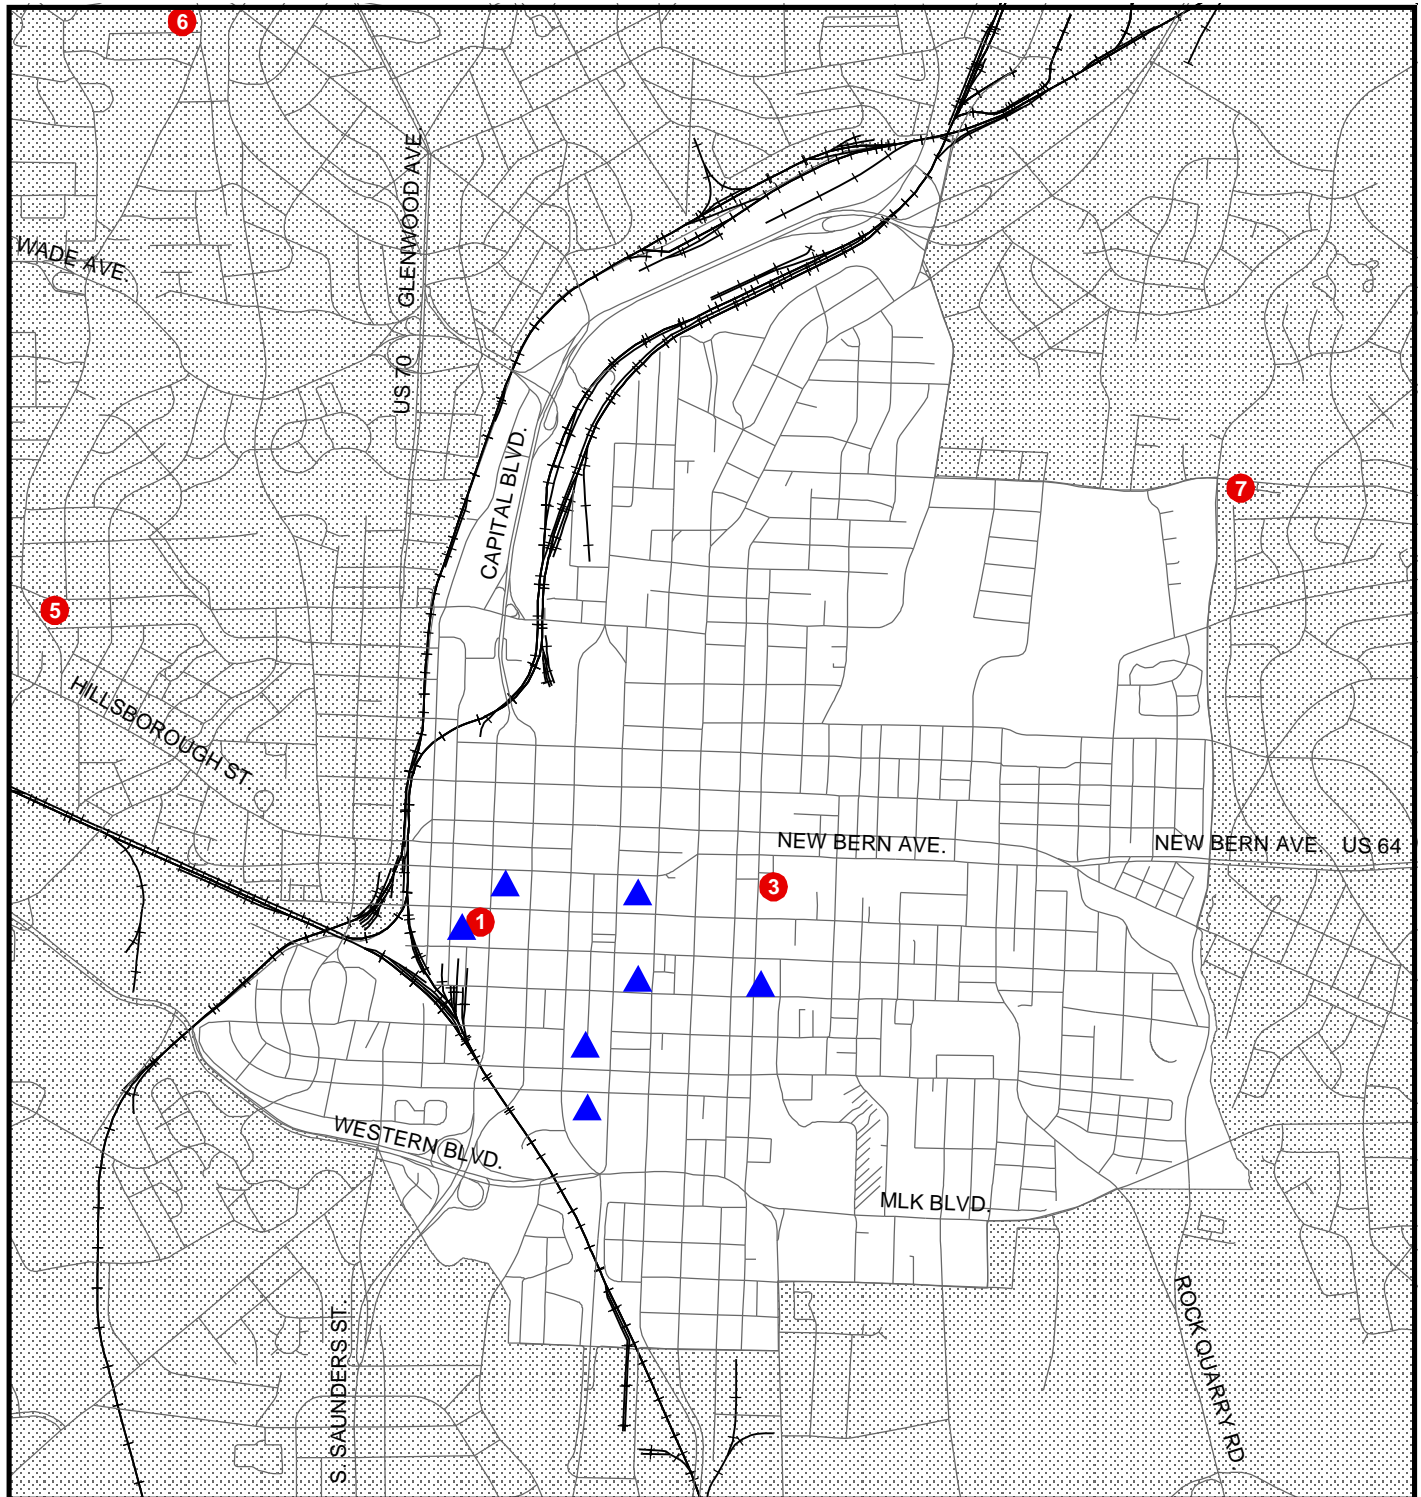 6
GLENWOOD AVE.
WADE AVE.
US 70
CAPITAL BLVD.
7
5
HILLSBOROUGH ST.
NEW BERN AVE.
NEW BERN AVE. US 64
3
1
WESTERN BLVD.
MLK BLVD.
S. SAUNDERS ST
ROCK QUARRY RD